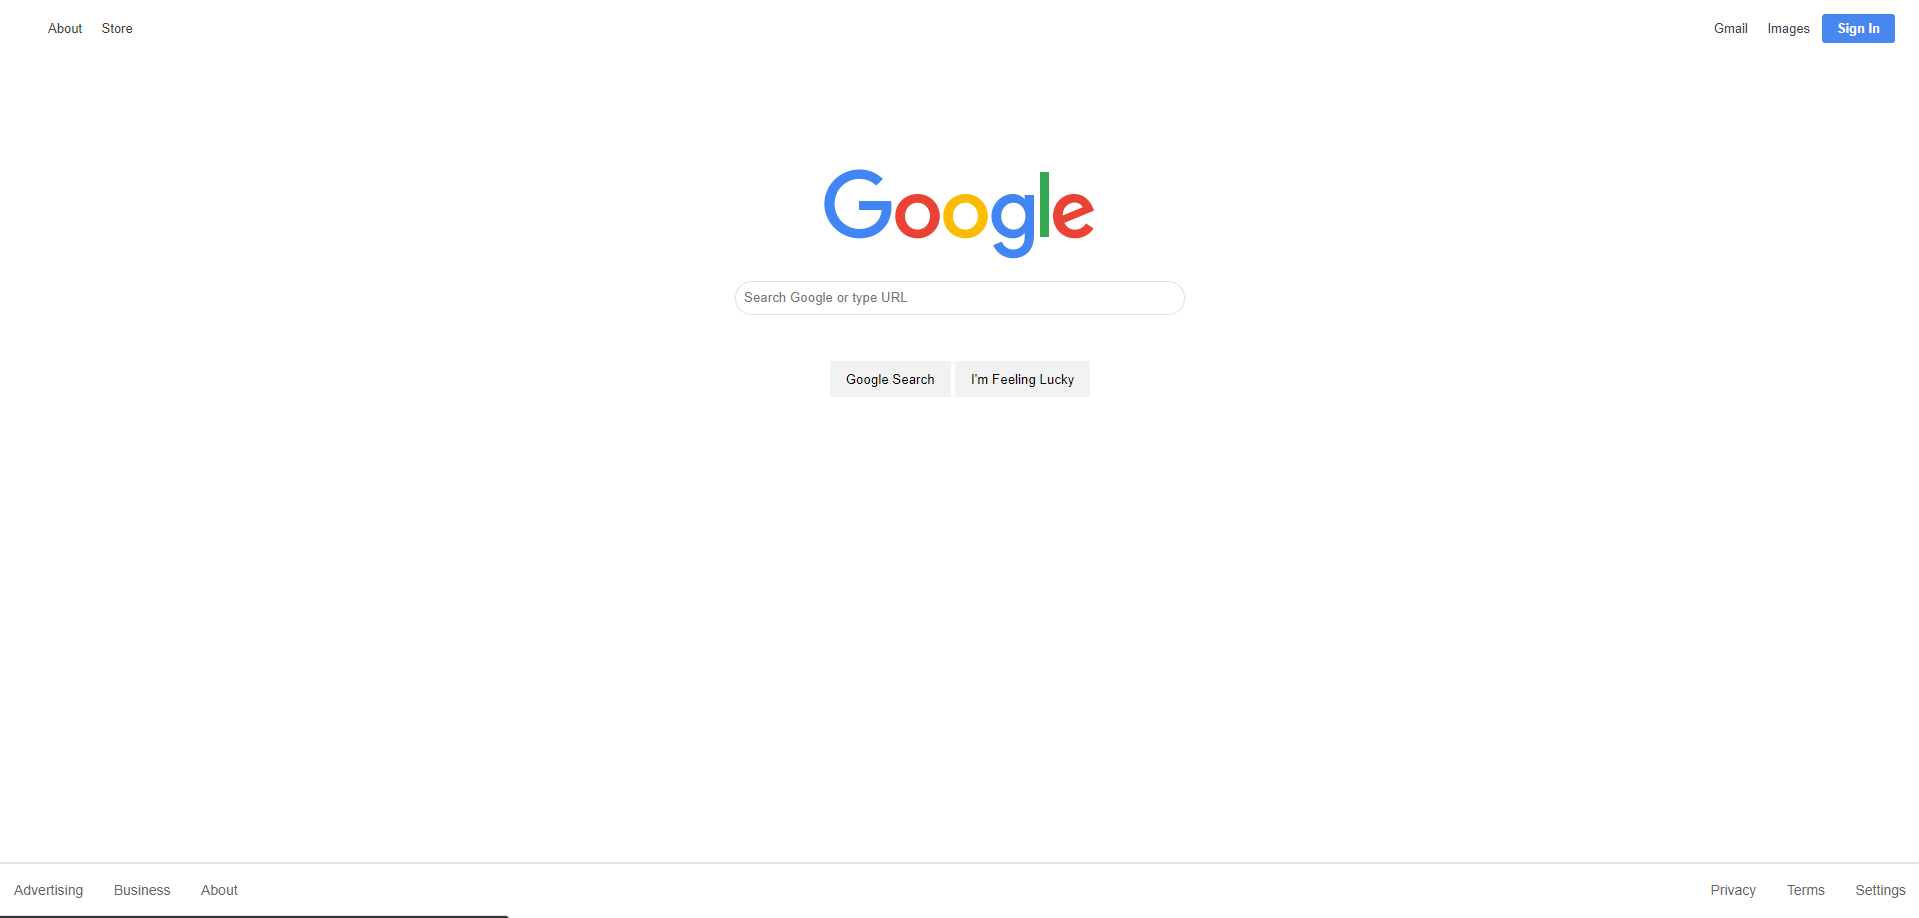 About Store Gmail Images Sign In
Google
Search Google or type URL
Google Search I'm Feeling Lucky
Advertising Business About Privacy Terms Settings